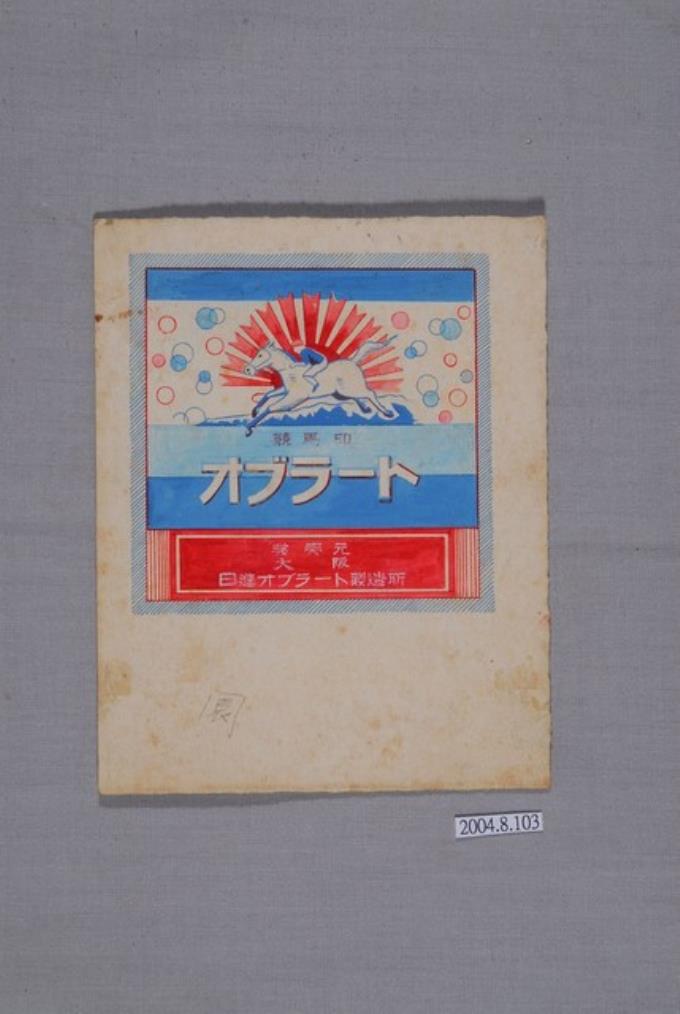 競馬印
オブラート
発売元
大阪
日進オブラート製造所
2004.8.103